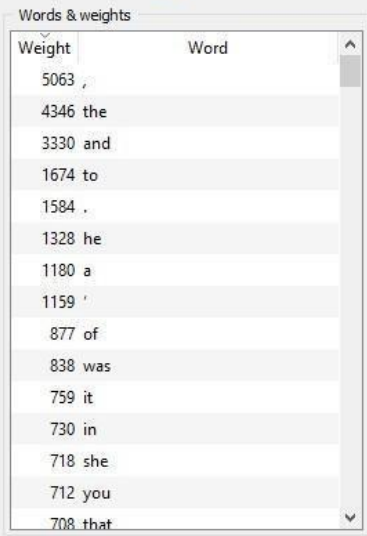 Words & weights
Weight Word
5063 ,
4346 the
3330 and
1674 to
1584 .
1328 he
1180 a
1159 '
877 of
838 was
759 it
730 in
718 she
712 you
708 that